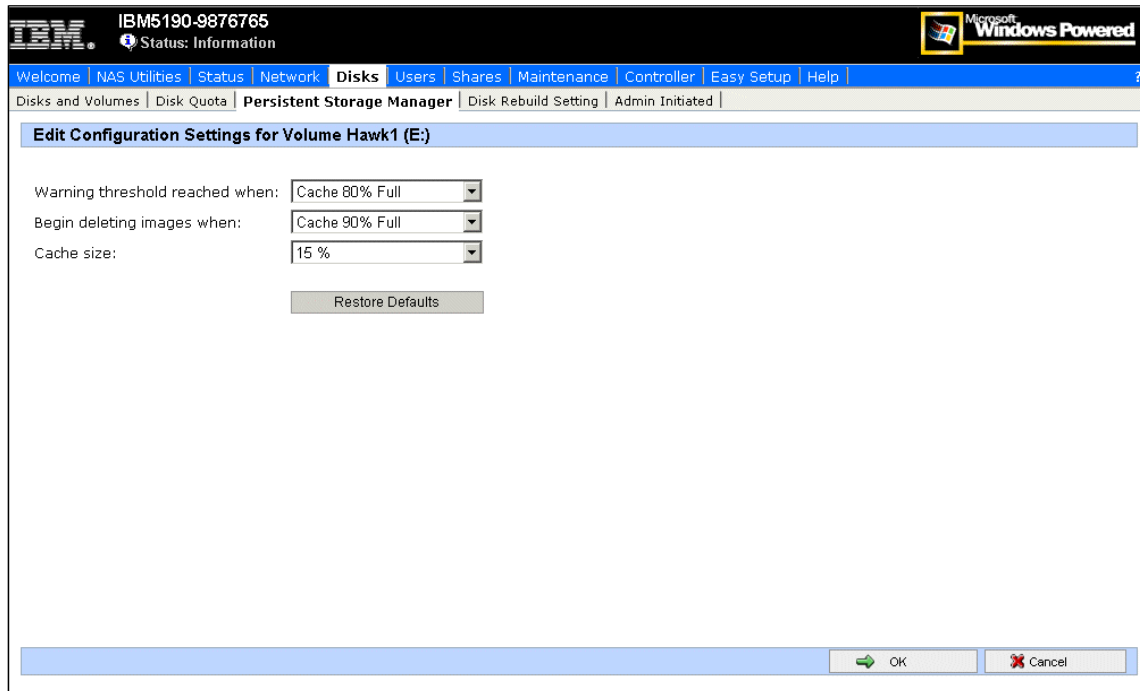 IBM®
IBM5190-9876765
Status: Information
Microsoft
Windows Powered
Welcome | NAS Utilities | Status | Network | Disks | Users | Shares | Maintenance | Controller | Easy Setup | Help | ?
Disks and Volumes | Disk Quota | Persistent Storage Manager | Disk Rebuild Setting | Admin Initiated |
Edit Configuration Settings for Volume Hawk1 (E:)
Warning threshold reached when: Cache 80% Full
Begin deleting images when: Cache 90% Full
Cache size: 15 %
Restore Defaults
OK Cancel